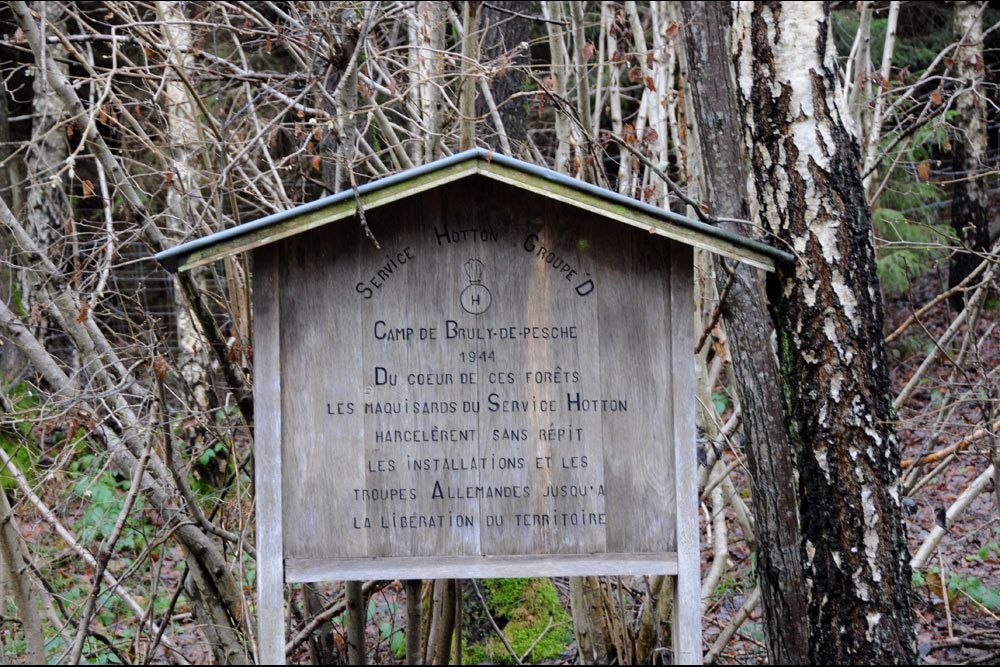 Service Hotton Groupe D
H
Camp de Bruly-de-Pesche
1944
Du coeur de ces forêts
les maquisards du Service Hotton
harcelèrent sans répit
les installations et les
troupes Allemandes jusqu'a
la libération du territoire